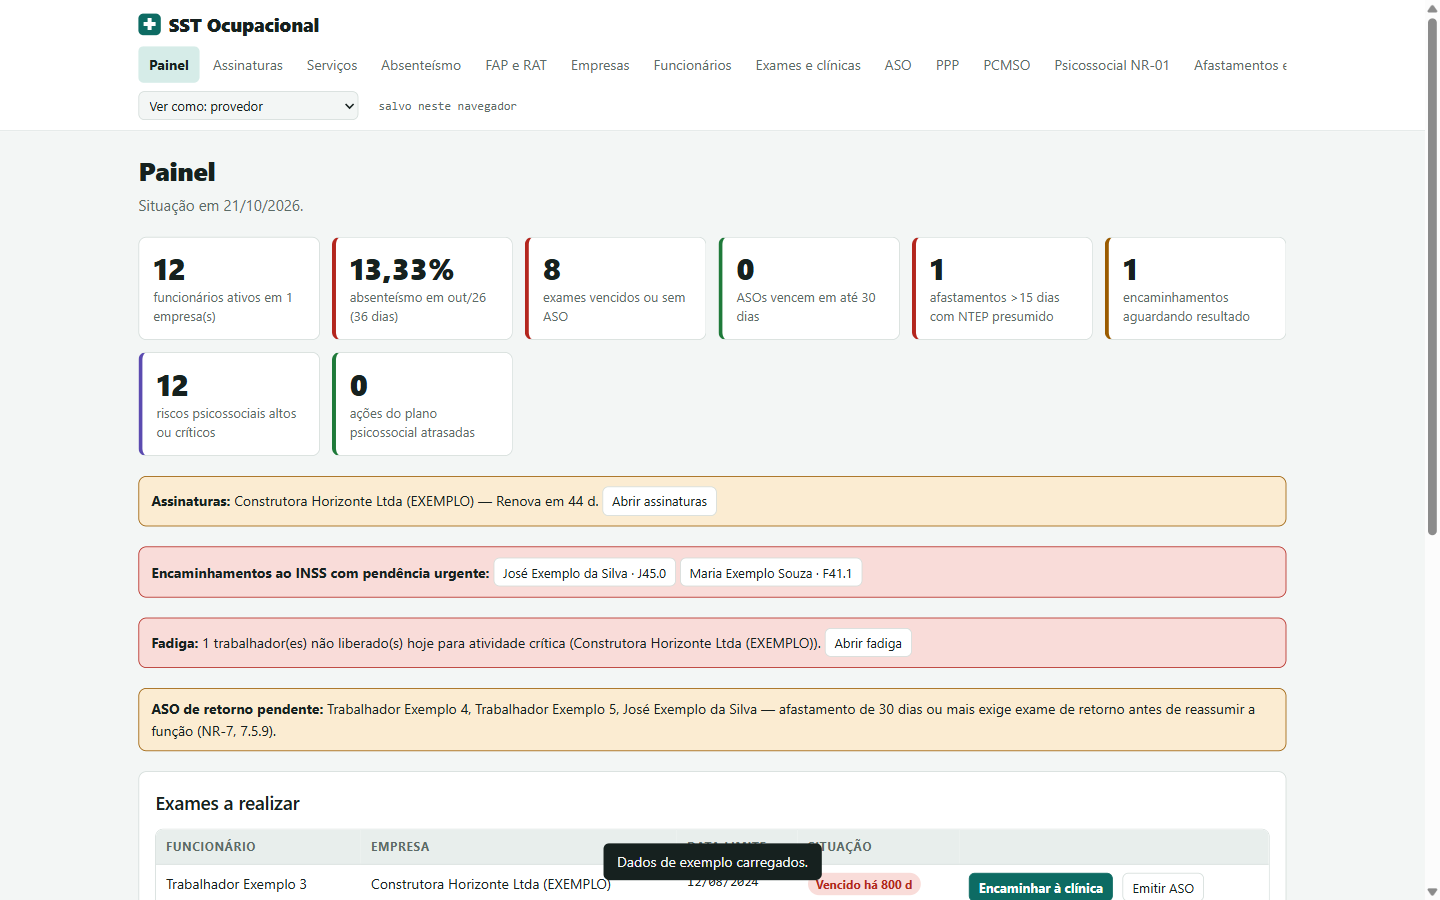 SST Ocupacional
Painel Assinaturas Serviços Absenteísmo FAP e RAT Empresas Funcionários Exames e clínicas ASO PPP PCMSO Psicossocial NR-01 Afastamentos e
Ver como: provedor salvo neste navegador
Painel
Situação em 21/10/2026.
12
funcionários ativos em 1
empresa(s)
13,33%
absenteísmo em out/26
(36 dias)
8
exames vencidos ou sem
ASO
0
ASOs vencem em até 30
dias
1
afastamentos >15 dias
com NTEP presumido
1
encaminhamentos
aguardando resultado
12
riscos psicossociais altos
ou críticos
0
ações do plano
psicossocial atrasadas
Assinaturas: Construtora Horizonte Ltda (EXEMPLO) — Renova em 44 d. Abrir assinaturas
Encaminhamentos ao INSS com pendência urgente: José Exemplo da Silva · J45.0 Maria Exemplo Souza · F41.1
Fadiga: 1 trabalhador(es) não liberado(s) hoje para atividade crítica (Construtora Horizonte Ltda (EXEMPLO)). Abrir fadiga
ASO de retorno pendente: Trabalhador Exemplo 4, Trabalhador Exemplo 5, José Exemplo da Silva — afastamento de 30 dias ou mais exige exame de retorno antes de reassumir a
função (NR-7, 7.5.9).
Exames a realizar
FUNCIONÁRIO EMPRESA DATA LIMITE SITUAÇÃO
Dados de exemplo carregados.
Trabalhador Exemplo 3 Construtora Horizonte Ltda (EXEMPLO) 12/08/2024 Vencido há 800 d Encaminhar à clínica Emitir ASO